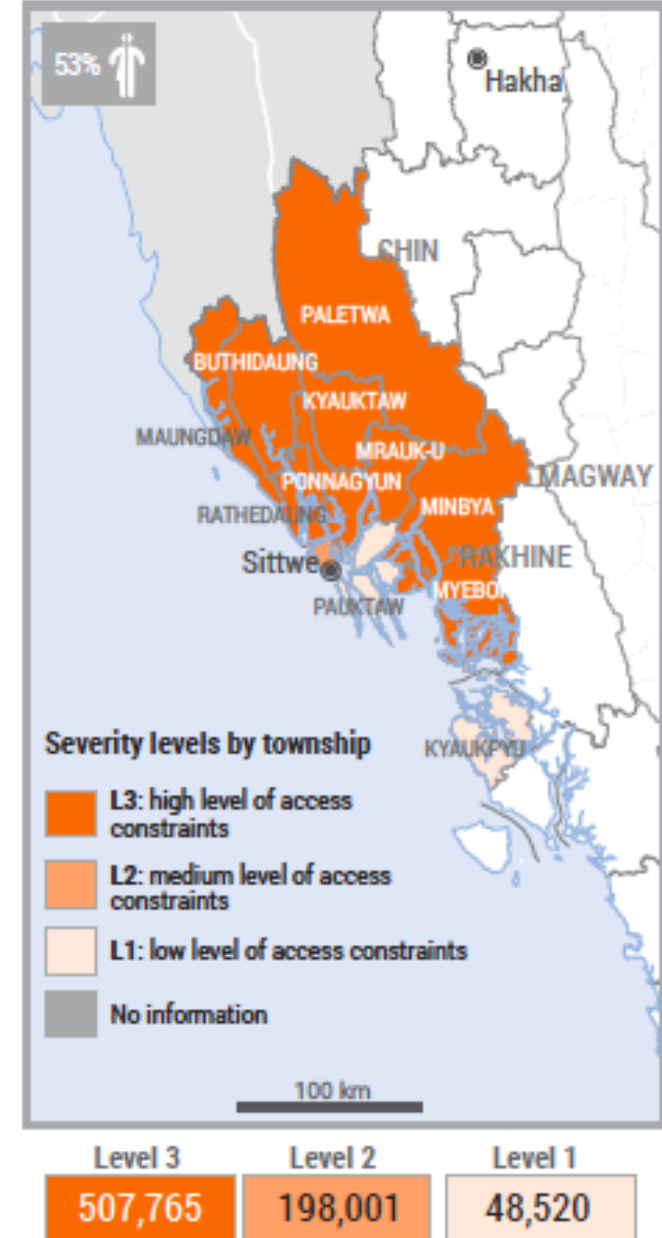 53%
Hakha
CHIN
PALETWA
BUTHIDAUNG
KYAUKTAW
MAUNGDAW
MRAUK-U
MAGWAY
PONNAGYUN
MINBYA
RATHEDAUNG
RAKHINE
Sittwe
MYEBO
PAUKTAW
KYAUKPYU
Severity levels by township
L3: high level of access
constraints
L2: medium level of access
constraints
L1: low level of access constraints
No information
100 km
Level 3 Level 2 Level 1
507,765 198,001 48,520